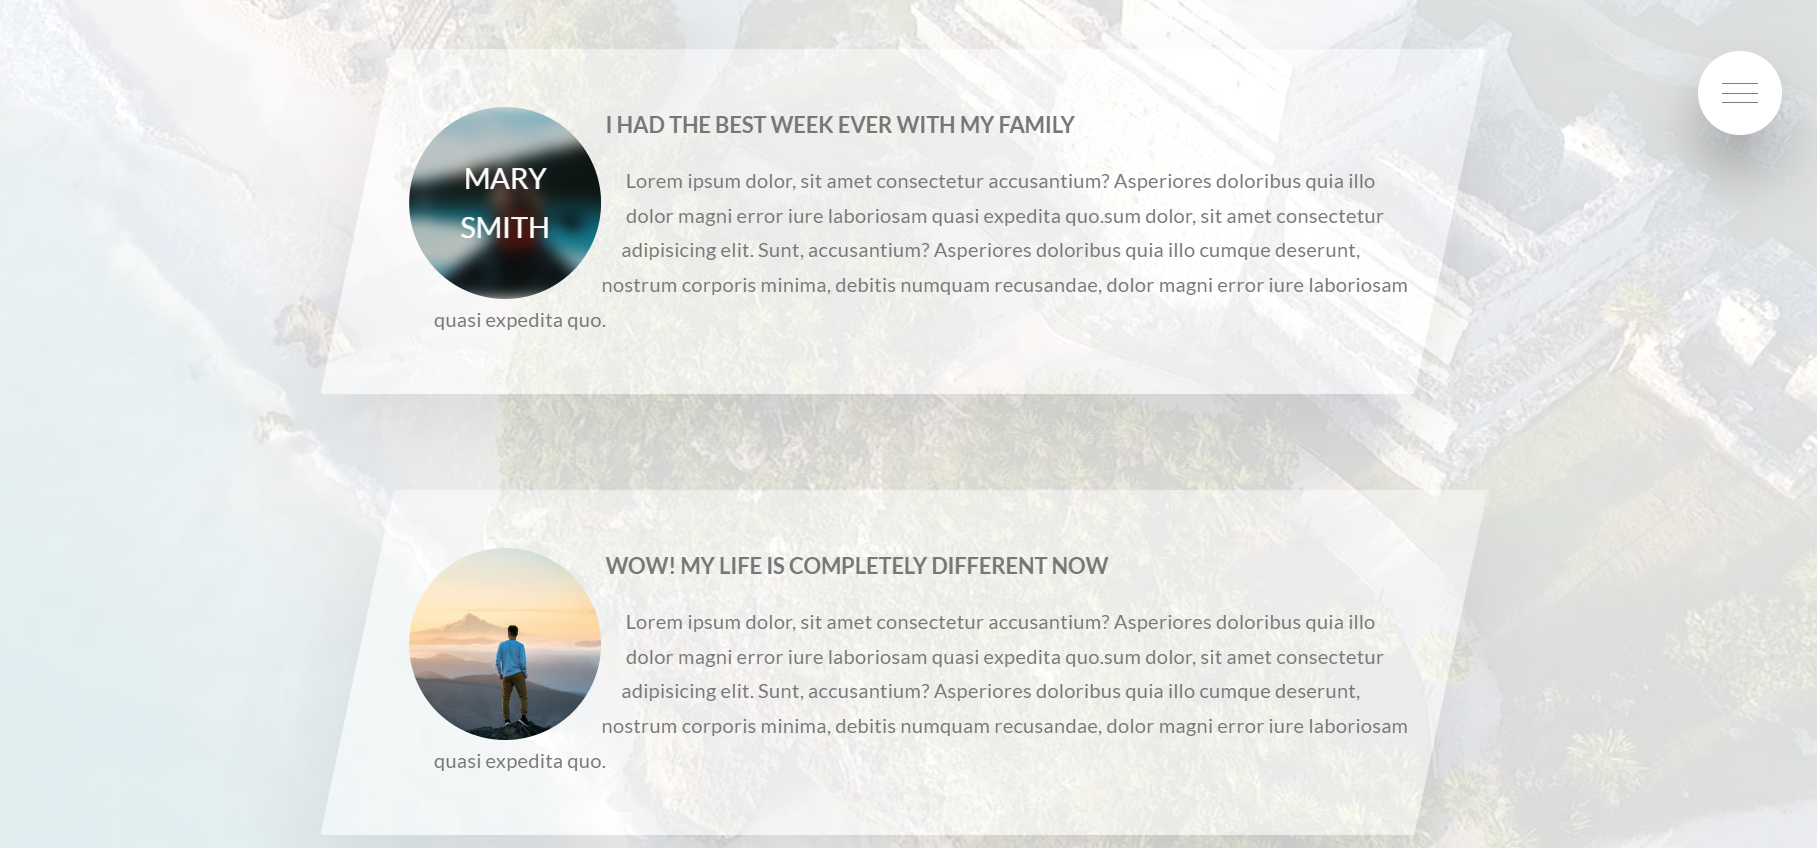 MARY
SMITH
I HAD THE BEST WEEK EVER WITH MY FAMILY
Lorem ipsum dolor, sit amet consectetur accusantium? Asperiores doloribus quia illo
dolor magni error iure laboriosam quasi expedita quo.sum dolor, sit amet consectetur
adipisicing elit. Sunt, accusantium? Asperiores doloribus quia illo cumque deserunt,
nostrum corporis minima, debitis numquam recusandae, dolor magni error iure laboriosam
quasi expedita quo.
WOW! MY LIFE IS COMPLETELY DIFFERENT NOW
Lorem ipsum dolor, sit amet consectetur accusantium? Asperiores doloribus quia illo
dolor magni error iure laboriosam quasi expedita quo.sum dolor, sit amet consectetur
adipisicing elit. Sunt, accusantium? Asperiores doloribus quia illo cumque deserunt,
nostrum corporis minima, debitis numquam recusandae, dolor magni error iure laboriosam
quasi expedita quo.